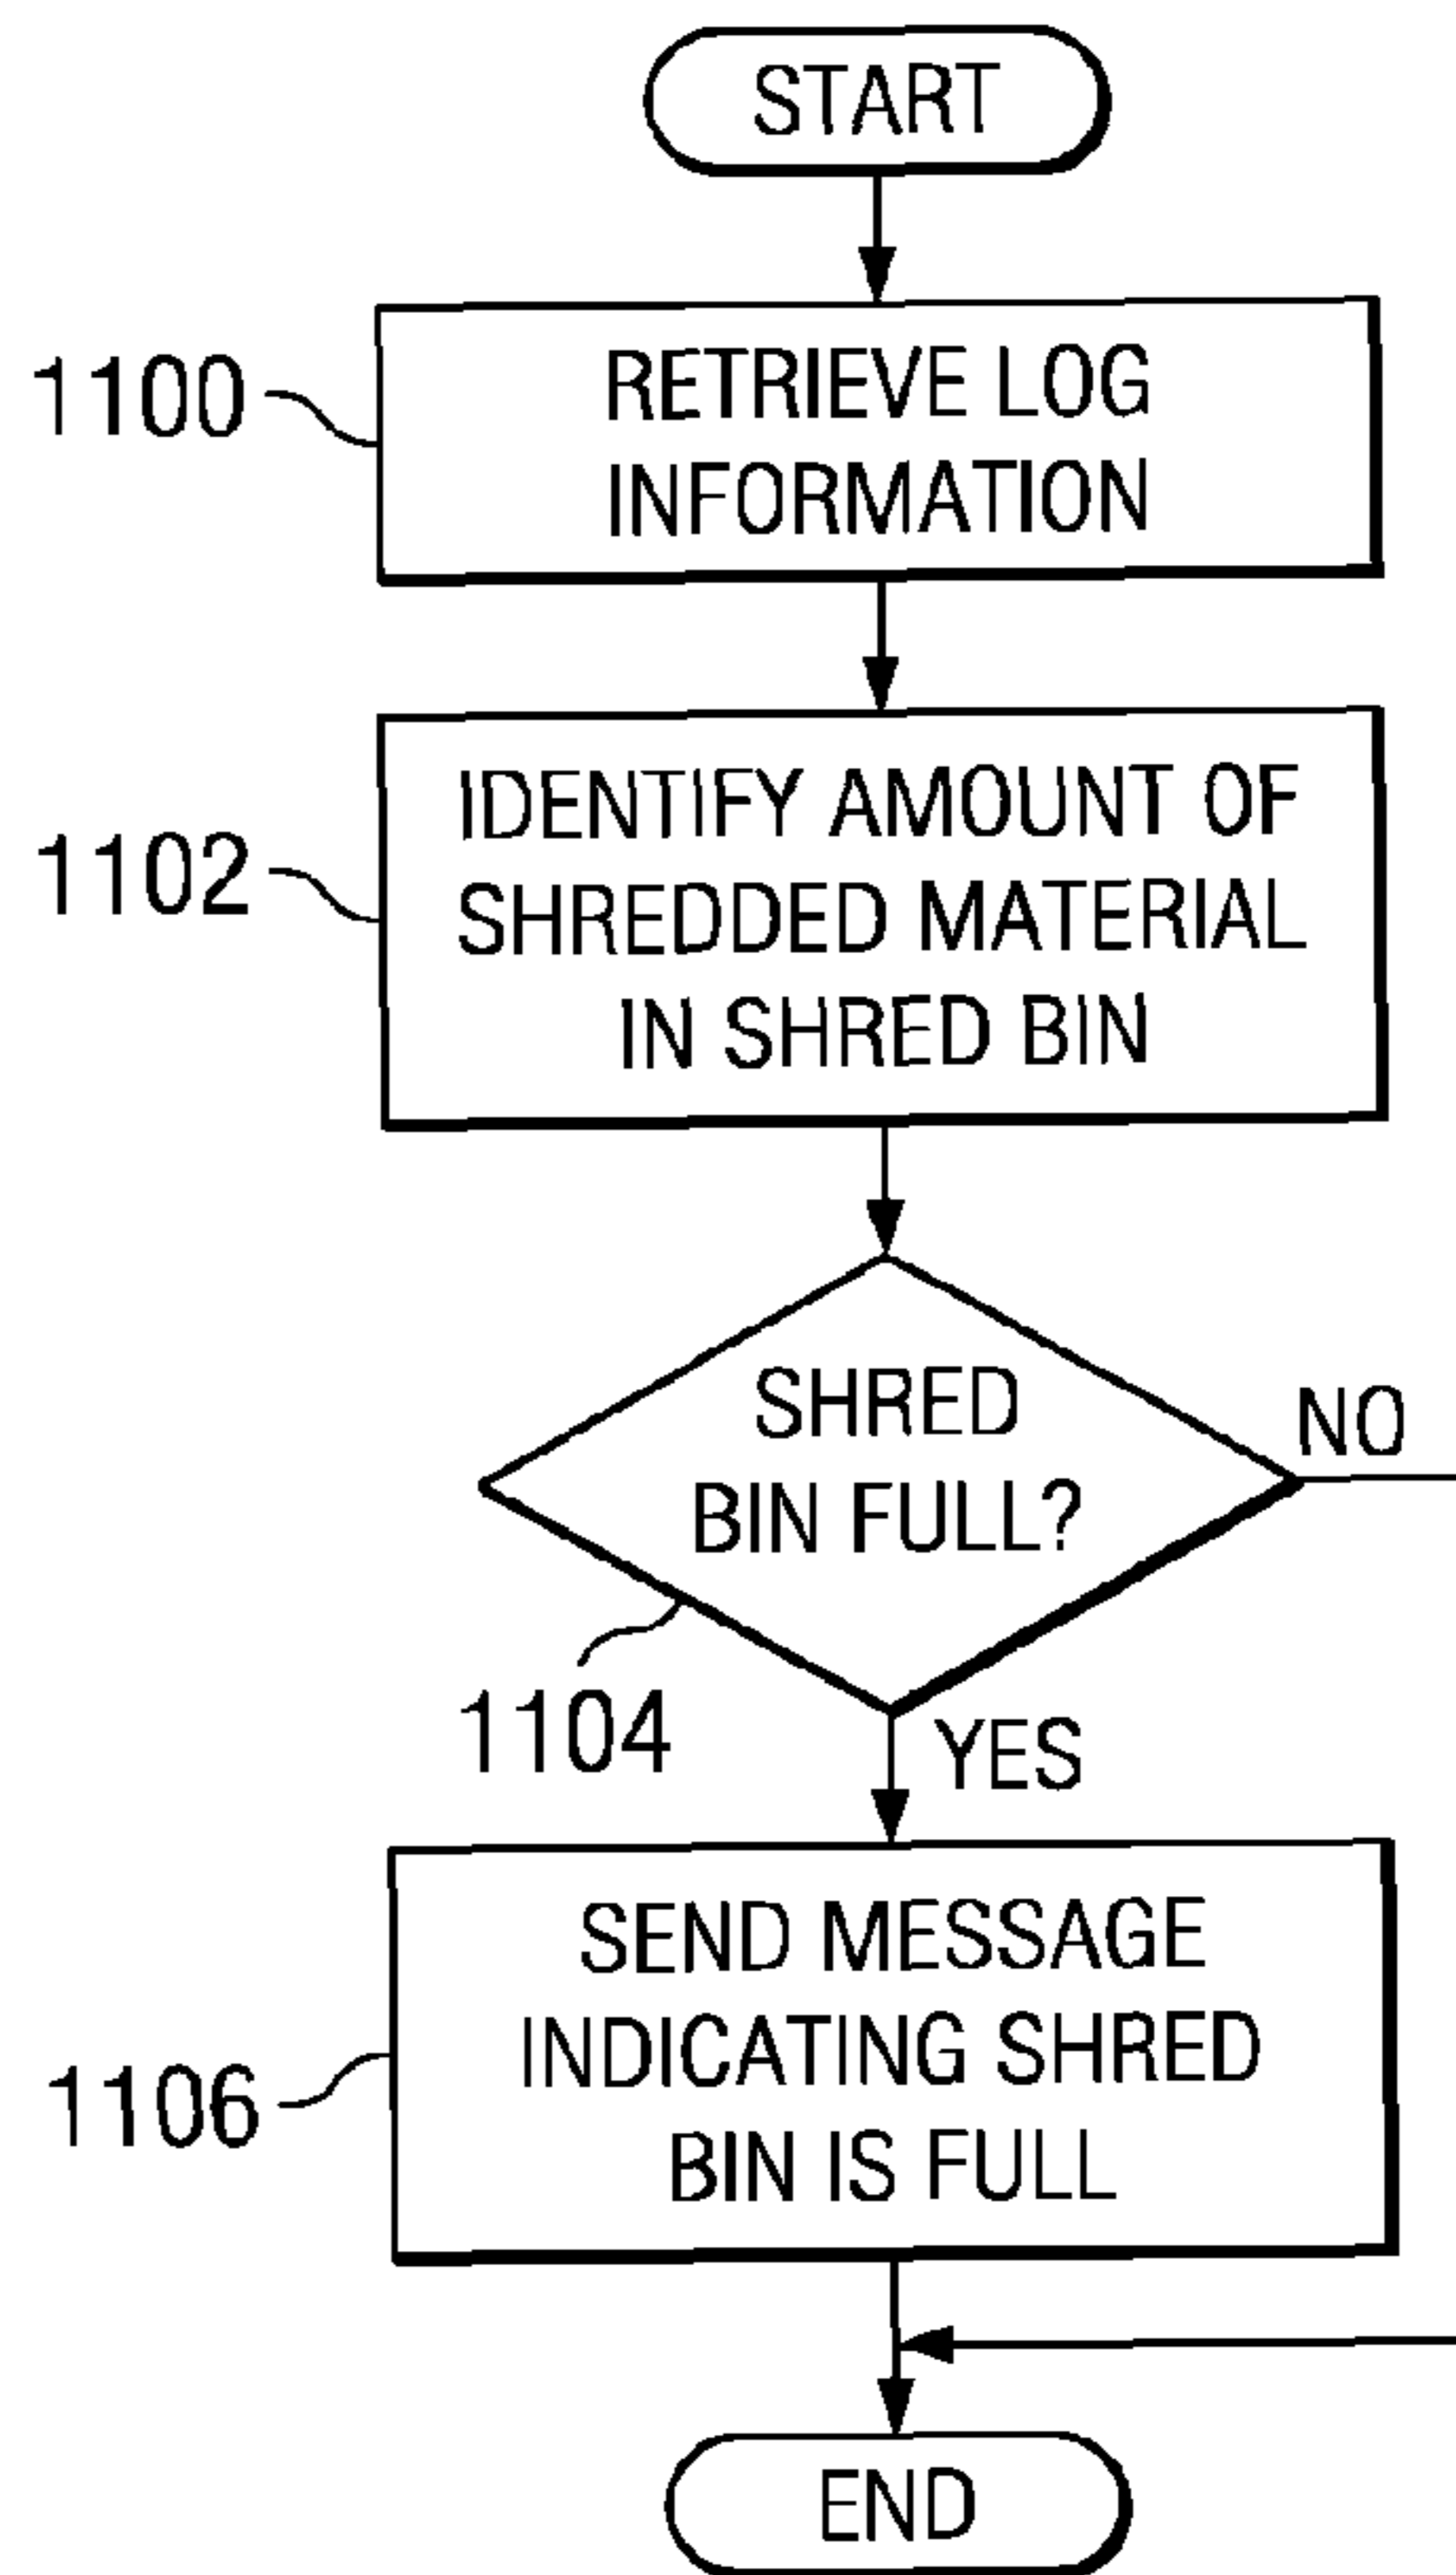 START
1100
RETRIEVE LOG
INFORMATION
1102
IDENTIFY AMOUNT OF
SHREDDED MATERIAL
IN SHRED BIN
SHRED
BIN FULL?
NO
1104
YES
1106
SEND MESSAGE
INDICATING SHRED
BIN IS FULL
END